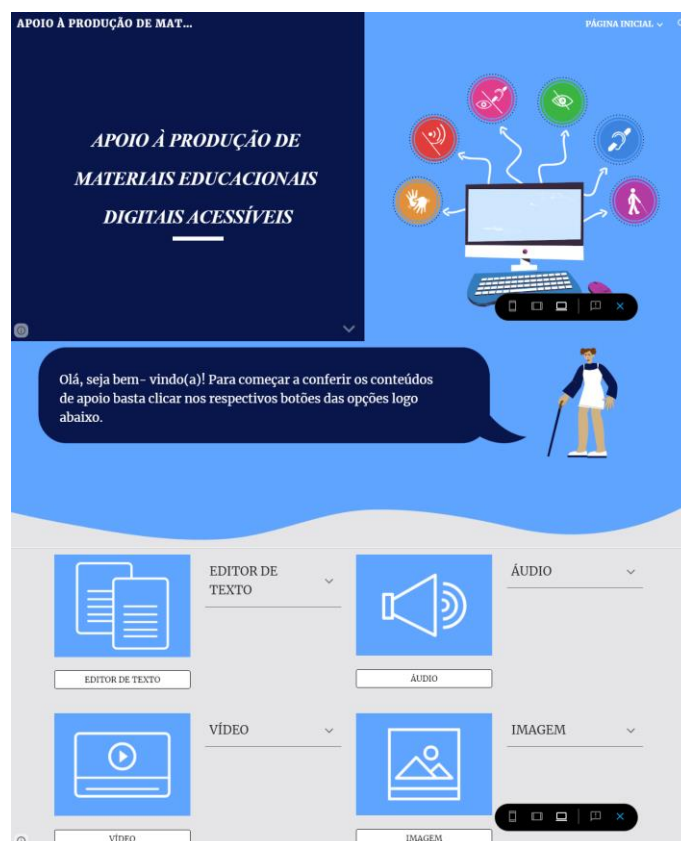 APOIO À PRODUÇÃO DE MAT...
PÁGINA INICIAL
APOIO À PRODUÇÃO DE
MATERIAIS EDUCACIONAIS
DIGITAIS ACESSÍVEIS
Olá, seja bem- vindo(a)! Para começar a conferir os conteúdos
de apoio basta clicar nos respectivos botões das opções logo
abaixo.
EDITOR DE
TEXTO
EDITOR DE TEXTO
ÁUDIO
ÁUDIO
VÍDEO
VÍDEO
IMAGEM
IMAGEM